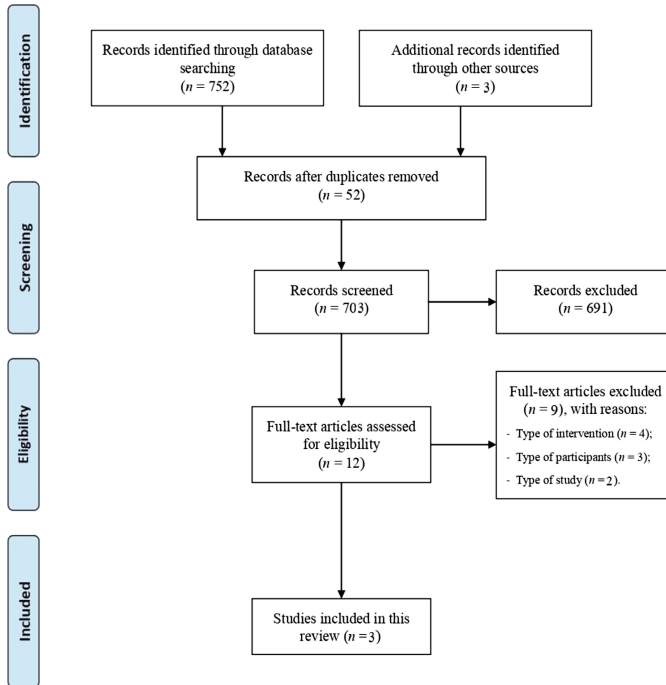 Identification
Records identified through database
searching
(n = 752)
Additional records identified
through other sources
(n = 3)
Records after duplicates removed
(n = 52)
Screening
Records screened
(n = 703)
Records excluded
(n = 691)
Eligibility
Full-text articles assessed
for eligibility
(n = 12)
Full-text articles excluded
(n = 9), with reasons:
- Type of intervention (n = 4);
- Type of participants (n = 3);
- Type of study (n = 2).
Included
Studies included in this
review (n = 3)